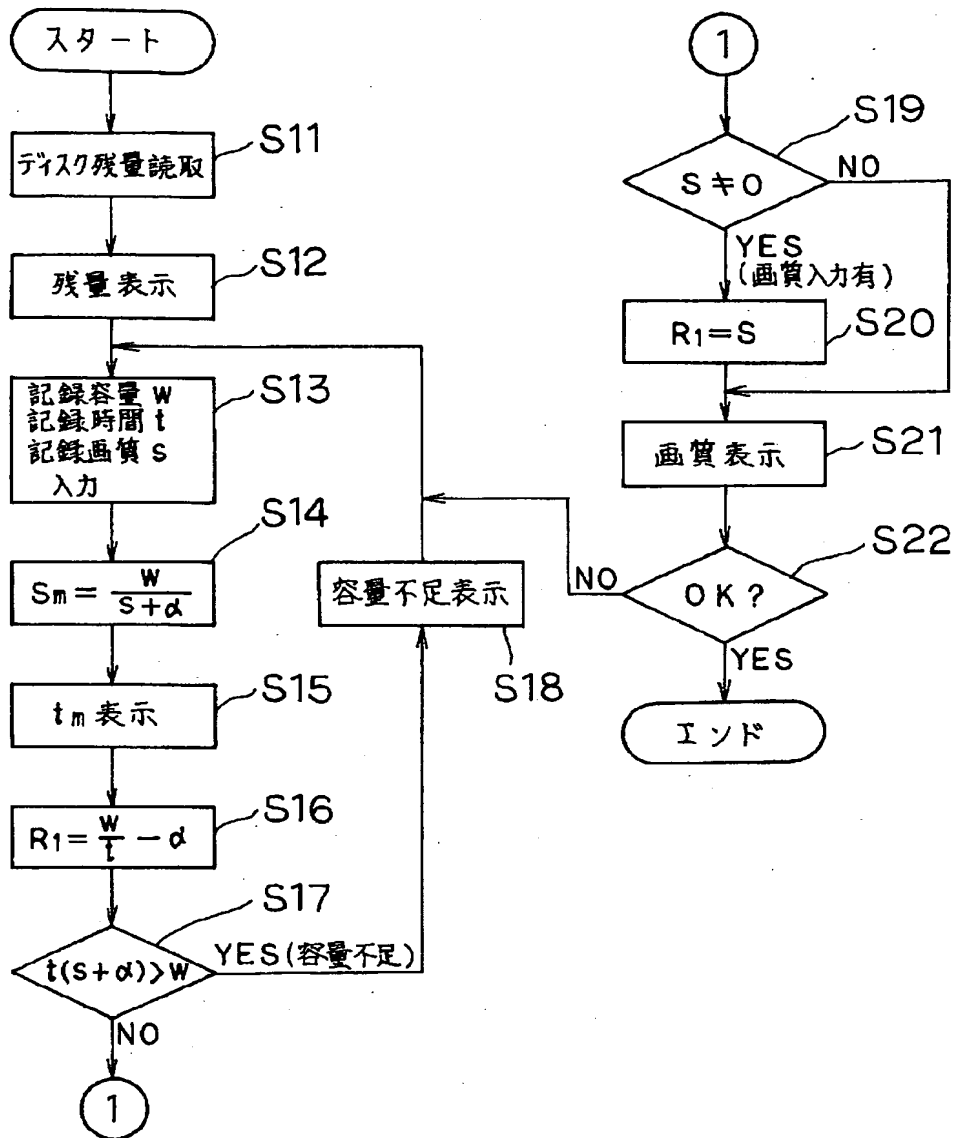 スタート
S11
ディスク残量読取
S12
残量表示
S13
記録容量 W
記録時間 t
記録画質 S
入力
S14
Sm = W/(S+α)
S15
tm 表示
S16
R1 = W/t − α
S17
t(S+α)>W
YES(容量不足)
NO
1
容量不足表示
S18
1
S19
S≠0
NO
YES
(画質入力有)
R1=S
S20
画質表示
S21
S22
OK?
NO
YES
エンド